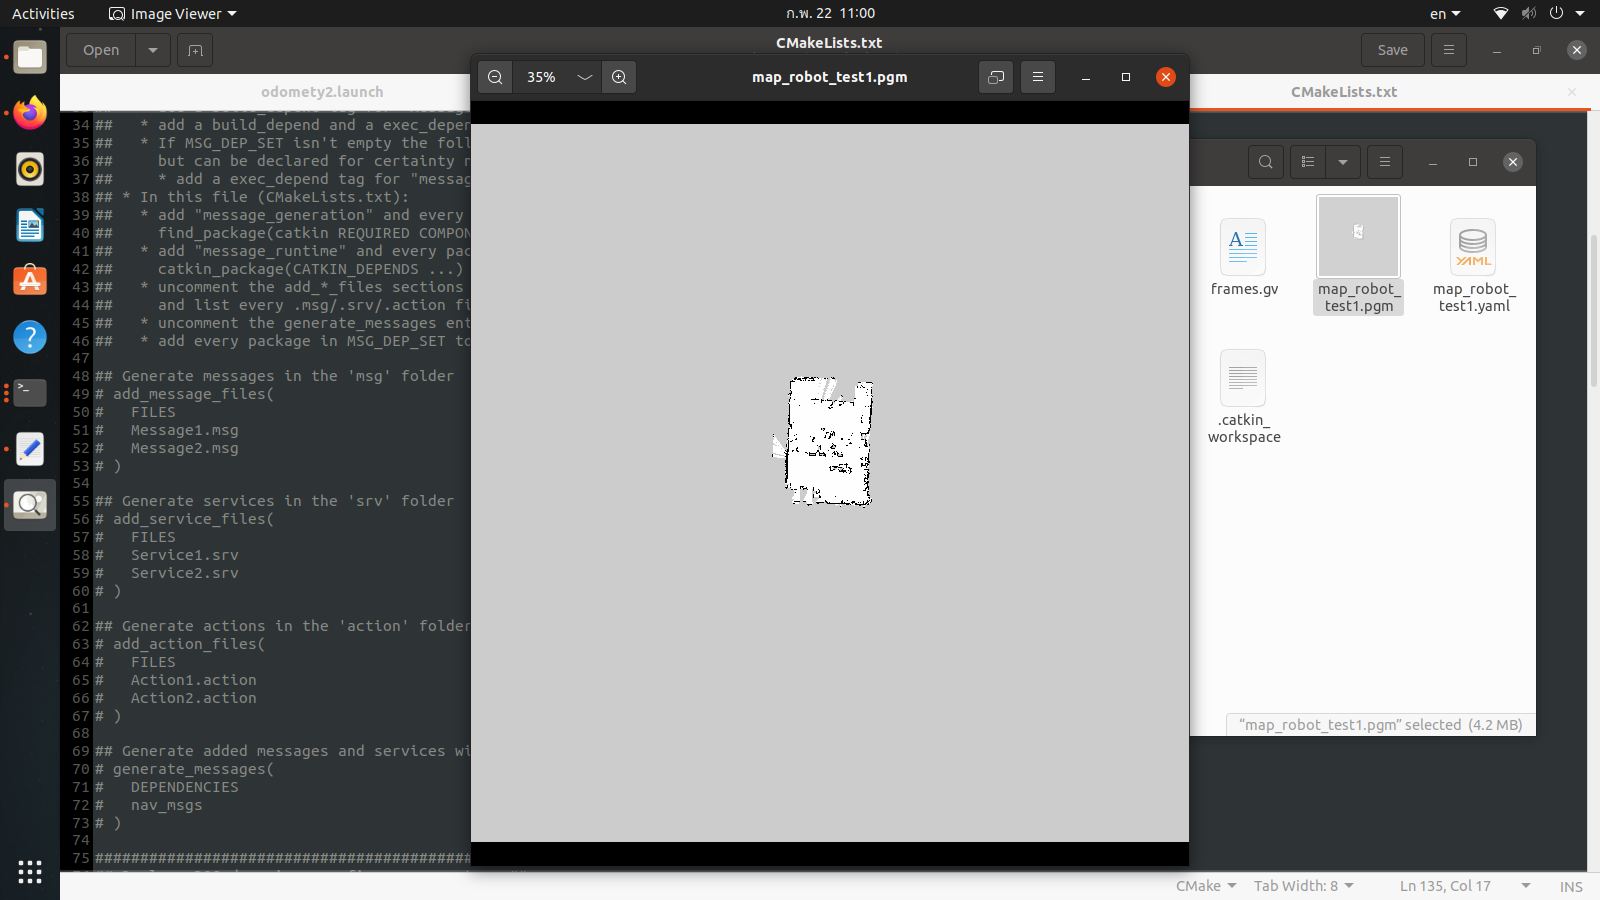 Activities
Image Viewer
ก.พ. 22 11:00
en
Open
CMakeLists.txt
Save
odomety2.launch
CMakeLists.txt
35%
map_robot_test1.pgm
34 ## * add a build_depend and a exec_deper
35 ## * If MSG_DEP_SET isn't empty the foll
36 ## but can be declared for certainty n
37 ## * add a exec_depend tag for "messag
38 ## * In this file (CMakeLists.txt):
39 ## * add "message_generation" and every
40 ## find_package(catkin REQUIRED COMPON
41 ## * add "message_runtime" and every pac
42 ## catkin_package(CATKIN_DEPENDS ...)
43 ## * uncomment the add_*_files sections
44 ## and list every .msg/.srv/.action fi
45 ## * uncomment the generate_messages ent
46 ## * add every package in MSG_DEP_SET to
47
48 ## Generate messages in the 'msg' folder
49 # add_message_files(
50 # FILES
51 # Message1.msg
52 # Message2.msg
53 # )
54
55 ## Generate services in the 'srv' folder
56 # add_service_files(
57 # FILES
58 # Service1.srv
59 # Service2.srv
60 # )
61
62 ## Generate actions in the 'action' folder
63 # add_action_files(
64 # FILES
65 # Action1.action
66 # Action2.action
67 # )
68
69 ## Generate added messages and services wi
70 # generate_messages(
71 # DEPENDENCIES
72 # nav_msgs
73 # )
74
75 ##########################################
frames.gv
map_robot_
test1.pgm
YAML
map_robot_
test1.yaml
.catkin_
workspace
“map_robot_test1.pgm” selected (4.2 MB)
CMake
Tab Width: 8
Ln 135, Col 17
INS